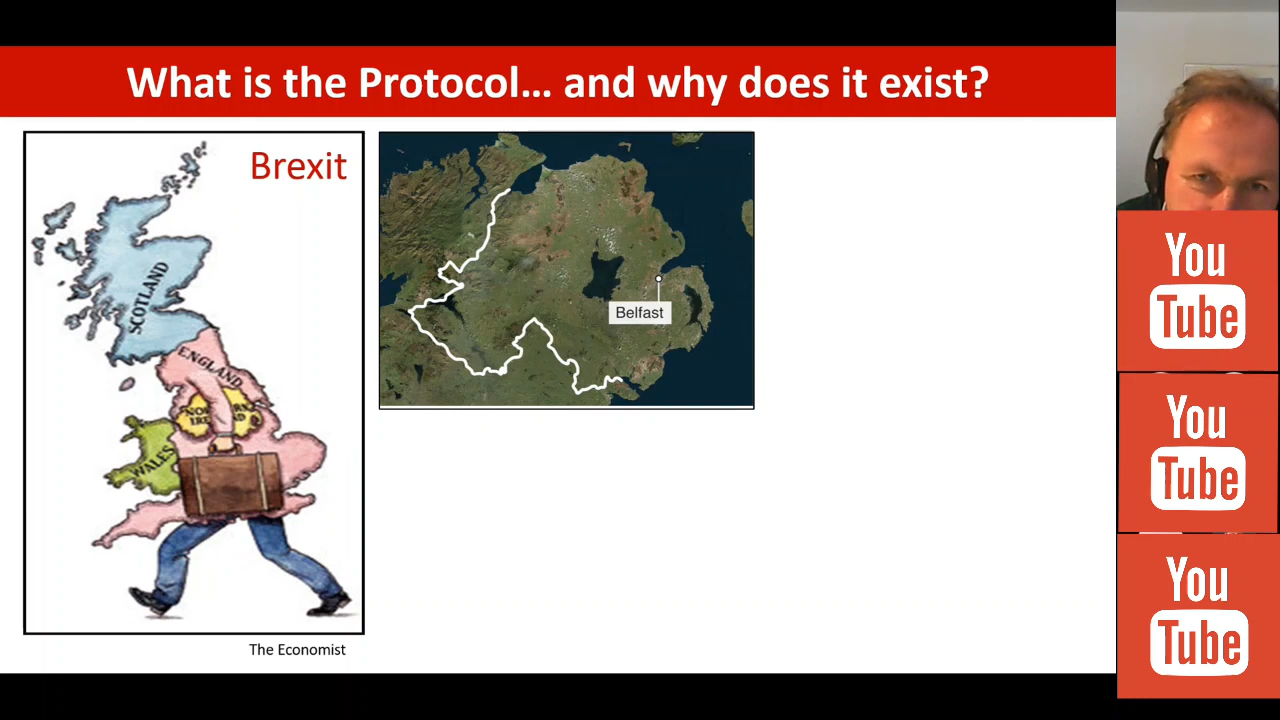 What is the Protocol... and why does it exist?
Brexit
SCOTLAND
ENGLAND
WALES
Belfast
The Economist
You
Tube
You
Tube
You
Tube